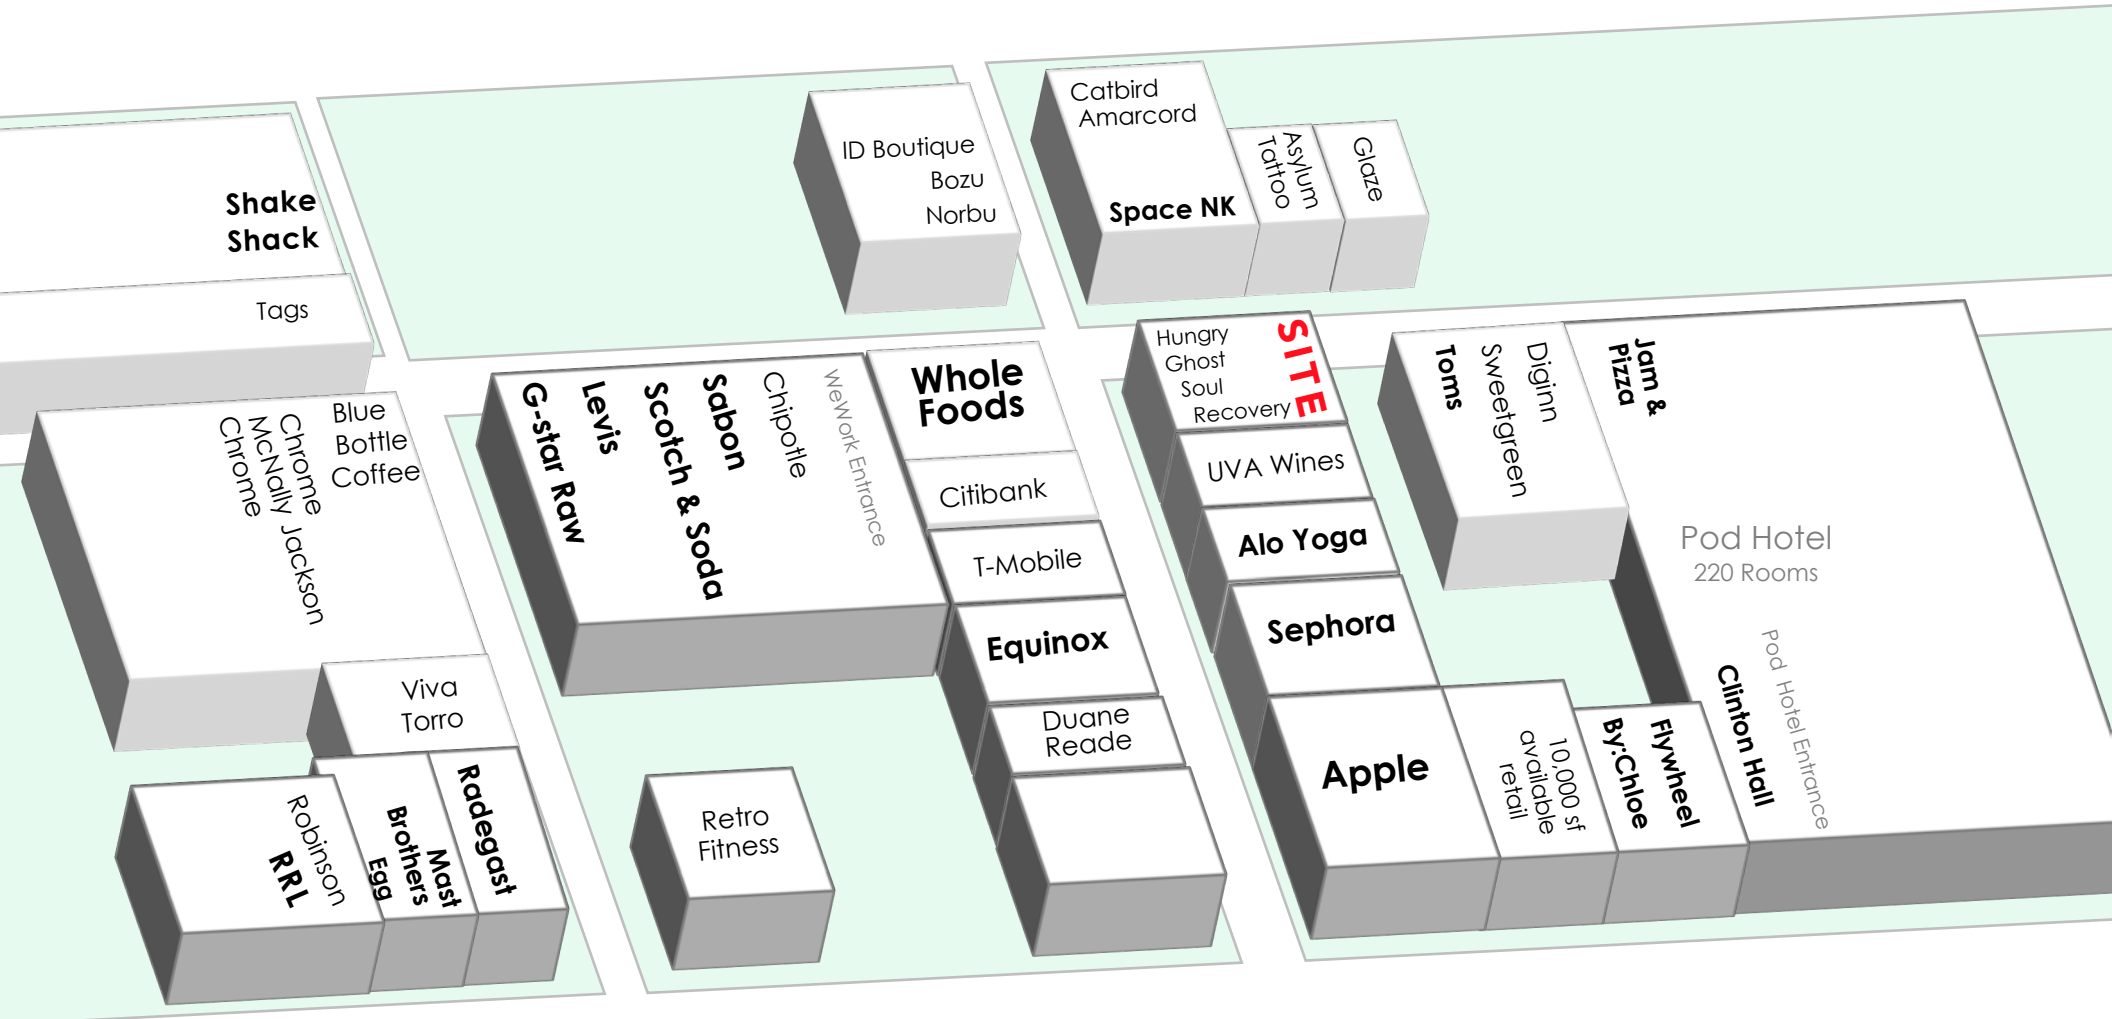 Shake
Shack
Tags
ID Boutique
Bozu
Norbu
Catbird
Amarcord
Space NK
Asylum
Tattoo
Glaze
Blue
Bottle
Coffee
Chrome
McNally Jackson
Chrome
Viva
Torro
Robinson
RRL
Egg
Mast
Brothers
Radegast
G-star Raw
Levis
Scotch & Soda
Sabon
Chipotle
WeWork Entrance
Whole
Foods
Citibank
T-Mobile
Equinox
Duane
Reade
Retro
Fitness
Hungry
Ghost
Soul
Recovery
SITE
UVA Wines
Alo Yoga
Sephora
Apple
10,000 sf
available
retail
By:Chloe
Flywheel
Toms
Sweetgreen
Diginn
Jam &
Pizza
Pod Hotel
220 Rooms
Clinton Hall
Pod Hotel Entrance